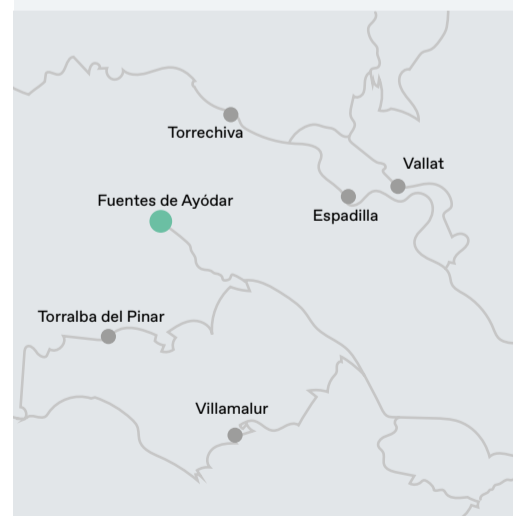 Torrechiva
Vallat
Fuentes de Ayódar
Espadilla
Torralba del Pinar
Villamalur